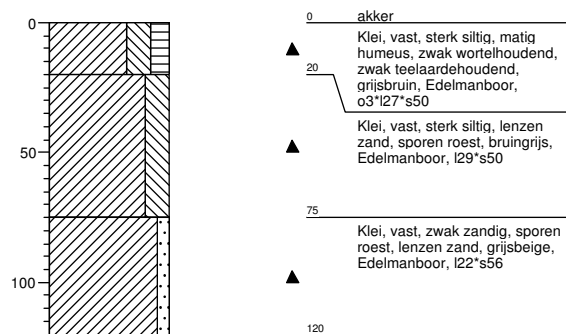 0
50
100
0
akker
Klei, vast, sterk siltig, matig
humeus, zwak wortelhoudend,
zwak teelaardehoudend,
grijsbruin, Edelmanboor,
o3*l27*s50
20
Klei, vast, sterk siltig, lenzen
zand, sporen roest, bruingrijs,
Edelmanboor, l29*s50
75
Klei, vast, zwak zandig, sporen
roest, lenzen zand, grijsbeige,
Edelmanboor, l22*s56
120